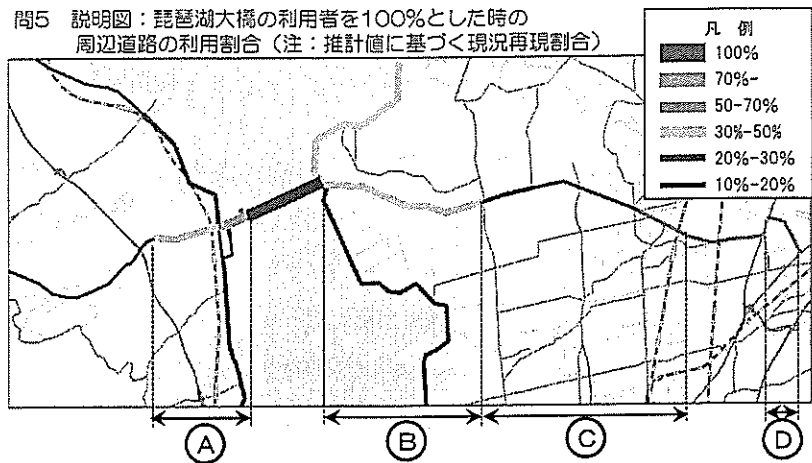 問5 説明図：琵琶湖大橋の利用者を100％とした時の
周辺道路の利用割合（注：推計値に基づく現況再現割合）
凡 例
100%
70%-
50-70%
30%-50%
20%-30%
10%-20%
A
B
C
D